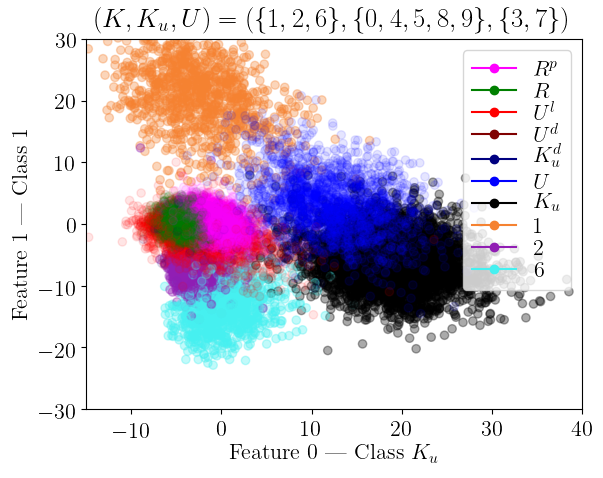 (K, K_u, U) = ({1, 2, 6}, {0, 4, 5, 8, 9}, {3, 7})
30
20
10
0
−10
−20
−30
Feature 1 — Class 1
R^p
R
U^l
U^d
K_u^d
U
K_u
1
2
6
−10
0
10
20
30
40
Feature 0 — Class K_u